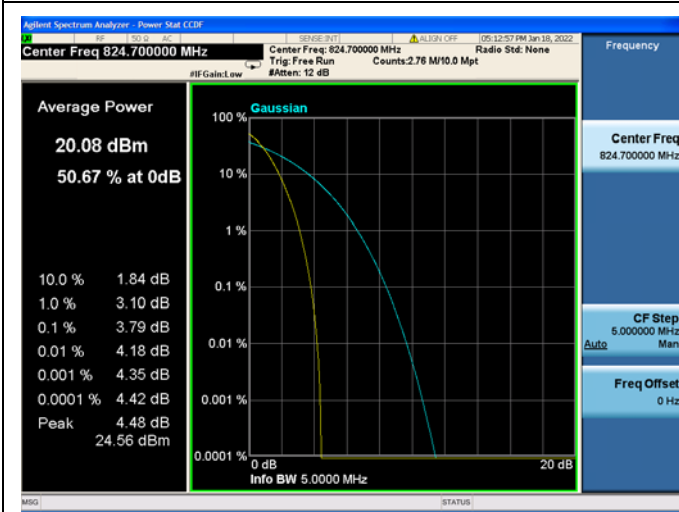 Agilent Spectrum Analyzer - Power Stat CCDF
RF 50 Ω AC SENSE:INT ALIGN OFF 05:12:57 PM Jan 18, 2022
Center Freq 824.700000 MHz
Center Freq: 824.700000 MHz Radio Std: None
Trig: Free Run Counts:2.76 M/10.0 Mpt
#IFGain:Low #Atten: 12 dB
Frequency
Average Power
20.08 dBm
50.67 % at 0dB
10.0 % 1.84 dB
1.0 % 3.10 dB
0.1 % 3.79 dB
0.01 % 4.18 dB
0.001 % 4.35 dB
0.0001 % 4.42 dB
Peak 4.48 dB
24.56 dBm
Gaussian
100 %
10 %
1 %
0.1 %
0.01 %
0.001 %
0.0001 %
0 dB 20 dB
Info BW 5.0000 MHz
Center Freq
824.700000 MHz
CF Step
5.000000 MHz
Auto Man
Freq Offset
0 Hz
MSG STATUS